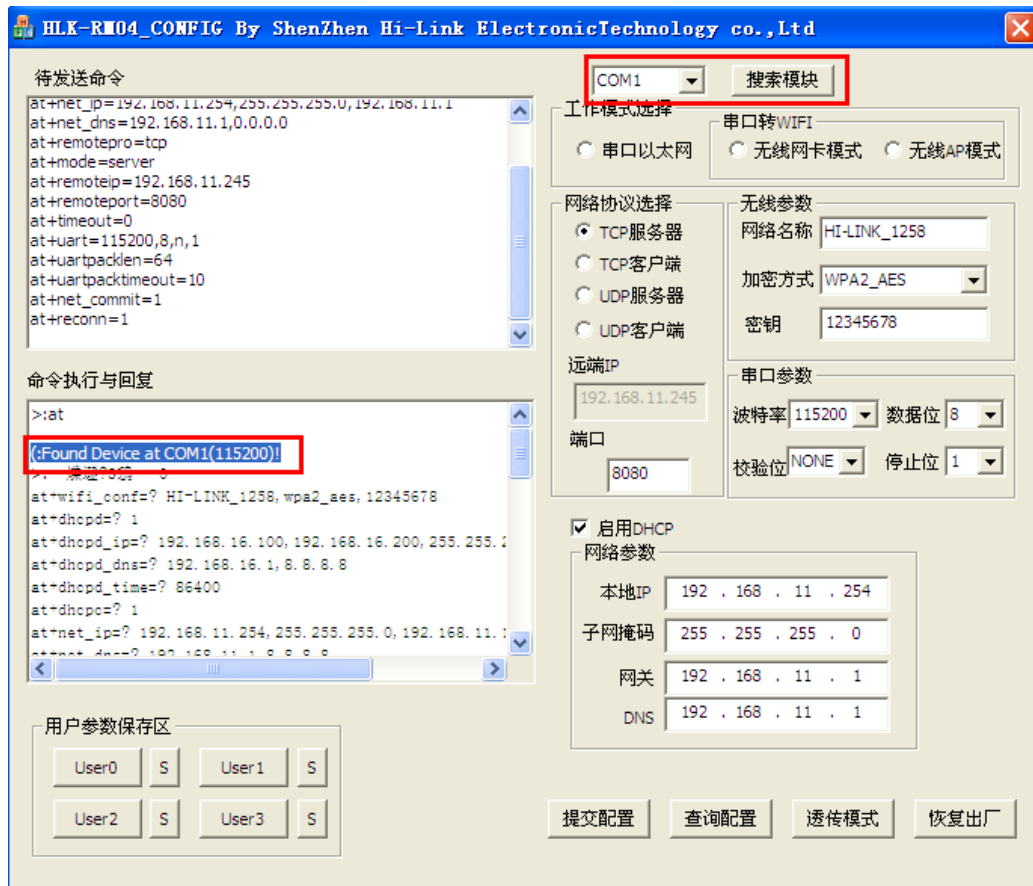 HLK-RM04_CONFIG By ShenZhen Hi-Link ElectronicTechnology co.,Ltd
待发送命令
at+net_ip=192.168.11.254,255.255.255.0,192.168.11.1
at+net_dns=192.168.11.1,0.0.0.0
at+remotepro=tcp
at+mode=server
at+remoteip=192.168.11.245
at+remoteport=8080
at+timeout=0
at+uart=115200,8,n,1
at+uartpacklen=64
at+uartpacktimeout=10
at+net_commit=1
at+reconn=1
命令执行与回复
>:at
(:Found Device at COM1(115200)!
at+wifi_conf=? HI-LINK_1258, wpa2_aes, 12345678
at+dhcpd=? 1
at+dhcpd_ip=? 192.168.16.100, 192.168.16.200, 255.255.2
at+dhcpd_dns=? 192.168.16.1, 8.8.8.8
at+dhcpd_time=? 86400
at+dhcpc=? 1
at+net_ip=? 192.168.11.254, 255.255.255.0, 192.168.11.1
at+net_dns=? 192.168.11.1, 8.8.8.8
用户参数保存区
User0 S User1 S
User2 S User3 S
COM1 搜索模块
工作模式选择
串口转WIFI
串口以太网 无线网卡模式 无线AP模式
网络协议选择
TCP服务器
TCP客户端
UDP服务器
UDP客户端
远端IP
192.168.11.245
端口
8080
无线参数
网络名称 HI-LINK_1258
加密方式 WPA2_AES
密钥 12345678
串口参数
波特率 115200 数据位 8
校验位 NONE 停止位 1
启用DHCP
网络参数
本地IP 192 . 168 . 11 . 254
子网掩码 255 . 255 . 255 . 0
网关 192 . 168 . 11 . 1
DNS 192 . 168 . 11 . 1
提交配置 查询配置 透传模式 恢复出厂